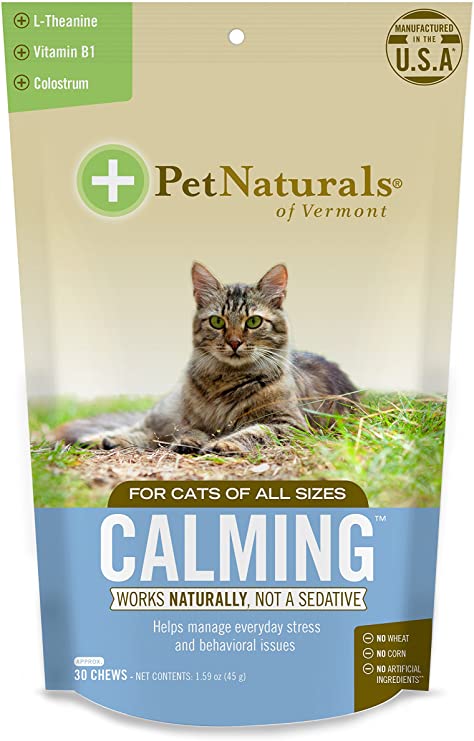 L-Theanine
Vitamin B1
Colostrum
MANUFACTURED
IN THE
U.S.A*
PetNaturals®
of Vermont
FOR CATS OF ALL SIZES
CALMING™
WORKS NATURALLY, NOT A SEDATIVE
Helps manage everyday stress
and behavioral issues
APPROX.
30 CHEWS - NET CONTENTS: 1.59 oz (45 g)
NO WHEAT
NO CORN
NO ARTIFICIAL
INGREDIENTS**